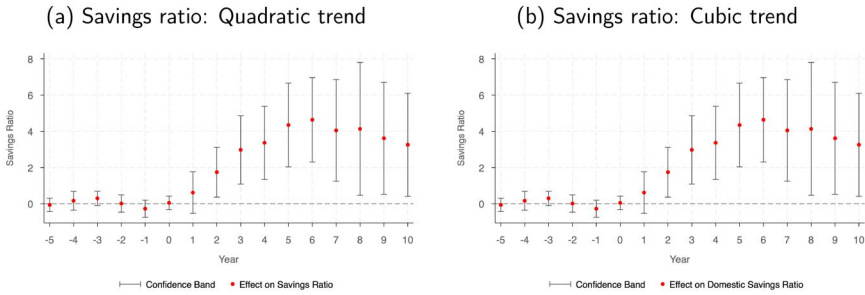 (a) Savings ratio: Quadratic trend
8
6
4
2
0
Savings Ratio
-5 -4 -3 -2 -1 0 1 2 3 4 5 6 7 8 9 10
Year
Confidence Band Effect on Savings Ratio
(b) Savings ratio: Cubic trend
8
6
4
2
0
Savings Ratio
-5 -4 -3 -2 -1 0 1 2 3 4 5 6 7 8 9 10
Year
Confidence Band Effect on Domestic Savings Ratio